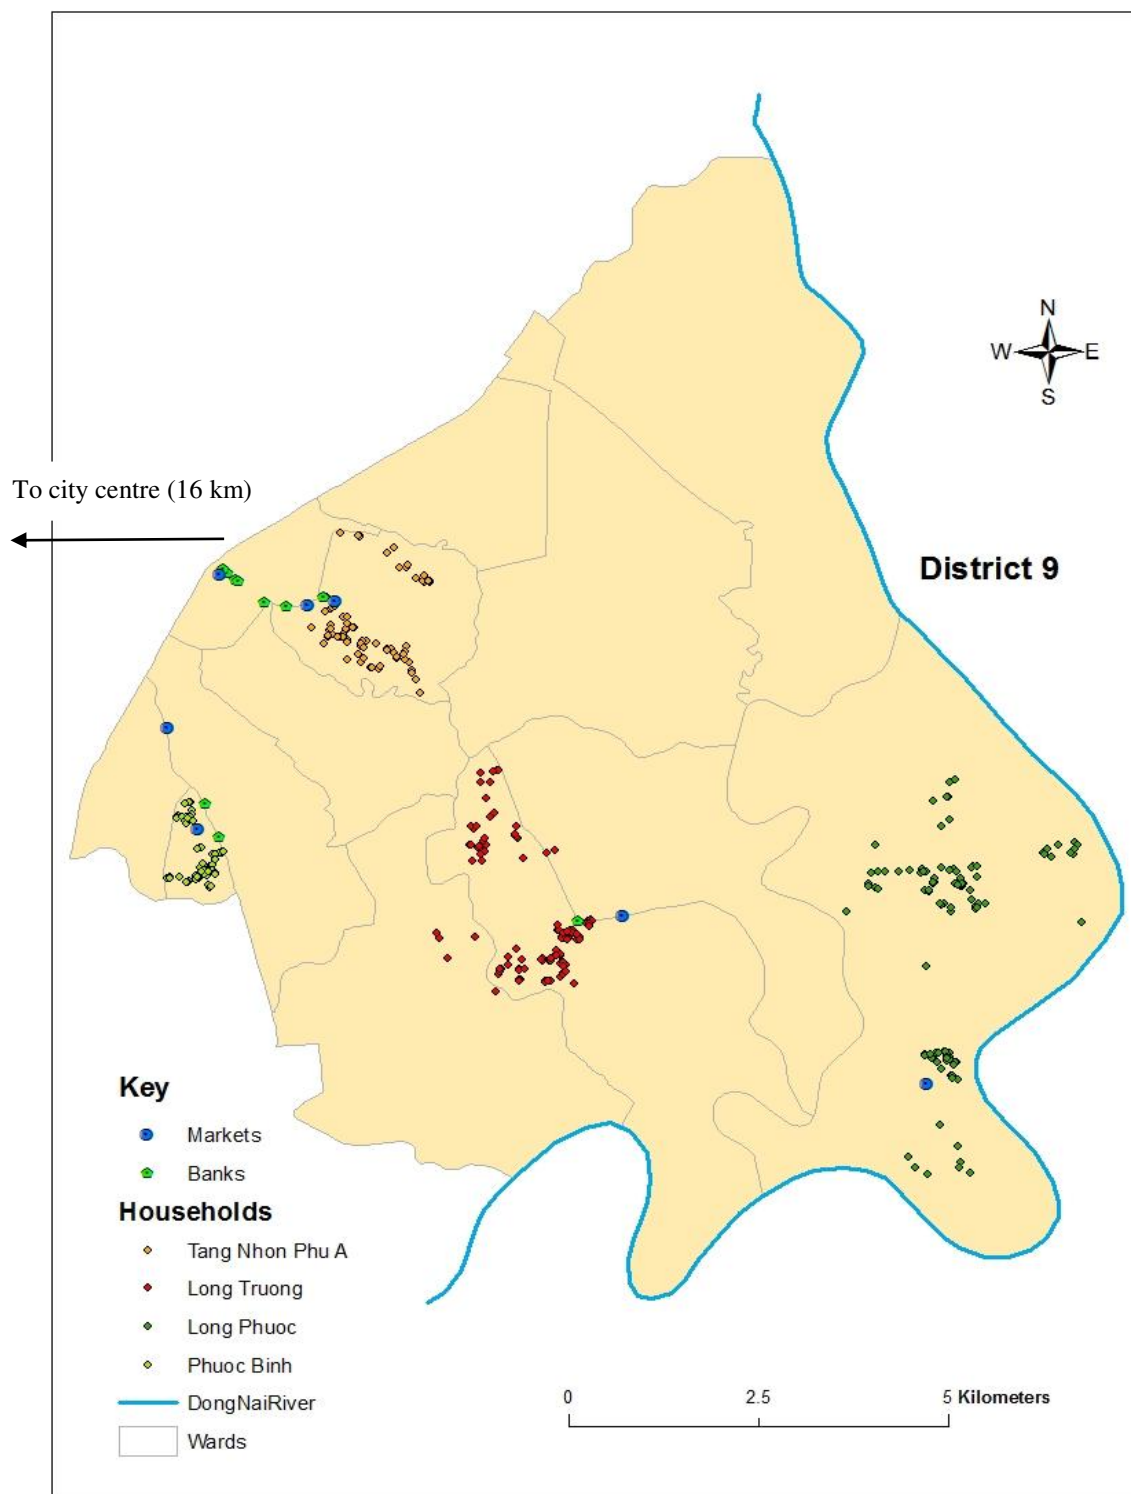 N
W E
S
To city centre (16 km)
District 9
Key
Markets
Banks
Households
Tang Nhon Phu A
Long Truong
Long Phuoc
Phuoc Binh
DongNaiRiver
Wards
0 2.5 5 Kilometers